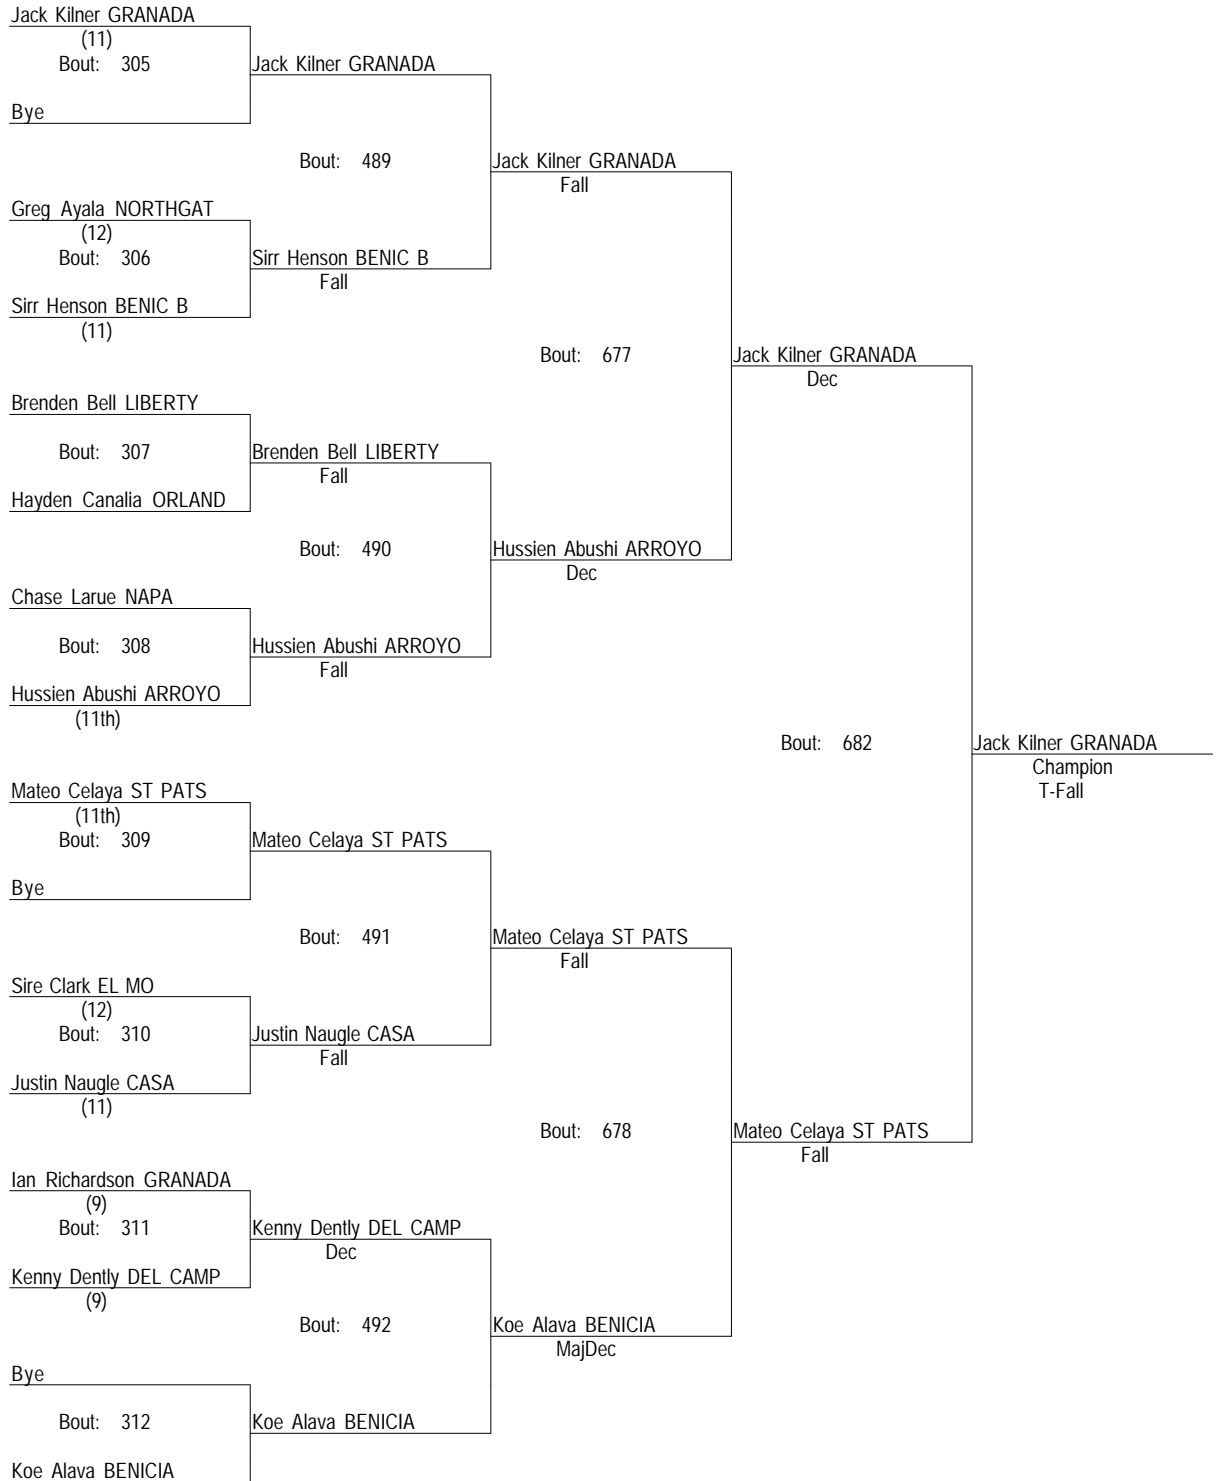 Jack Kilner GRANADA
(11)
Bout: 305
Jack Kilner GRANADA
Bye
Bout: 489
Jack Kilner GRANADA
Fall
Greg Ayala NORTHGAT
(12)
Bout: 306
Sirr Henson BENIC B
Fall
Sirr Henson BENIC B
(11)
Bout: 677
Jack Kilner GRANADA
Dec
Brenden Bell LIBERTY
Bout: 307
Brenden Bell LIBERTY
Fall
Hayden Canalia ORLAND
Bout: 490
Hussien Abushi ARROYO
Dec
Chase Larue NAPA
Bout: 308
Hussien Abushi ARROYO
Fall
Hussien Abushi ARROYO
(11th)
Bout: 682
Jack Kilner GRANADA
Champion
T-Fall
Mateo Celaya ST PATS
(11th)
Bout: 309
Mateo Celaya ST PATS
Bye
Bout: 491
Mateo Celaya ST PATS
Fall
Sire Clark EL MO
(12)
Bout: 310
Justin Naugle CASA
Fall
Justin Naugle CASA
(11)
Bout: 678
Mateo Celaya ST PATS
Fall
Ian Richardson GRANADA
(9)
Bout: 311
Kenny Dently DEL CAMP
Dec
Kenny Dently DEL CAMP
(9)
Bout: 492
Koe Alava BENICIA
MajDec
Bye
Bout: 312
Koe Alava BENICIA
Koe Alava BENICIA